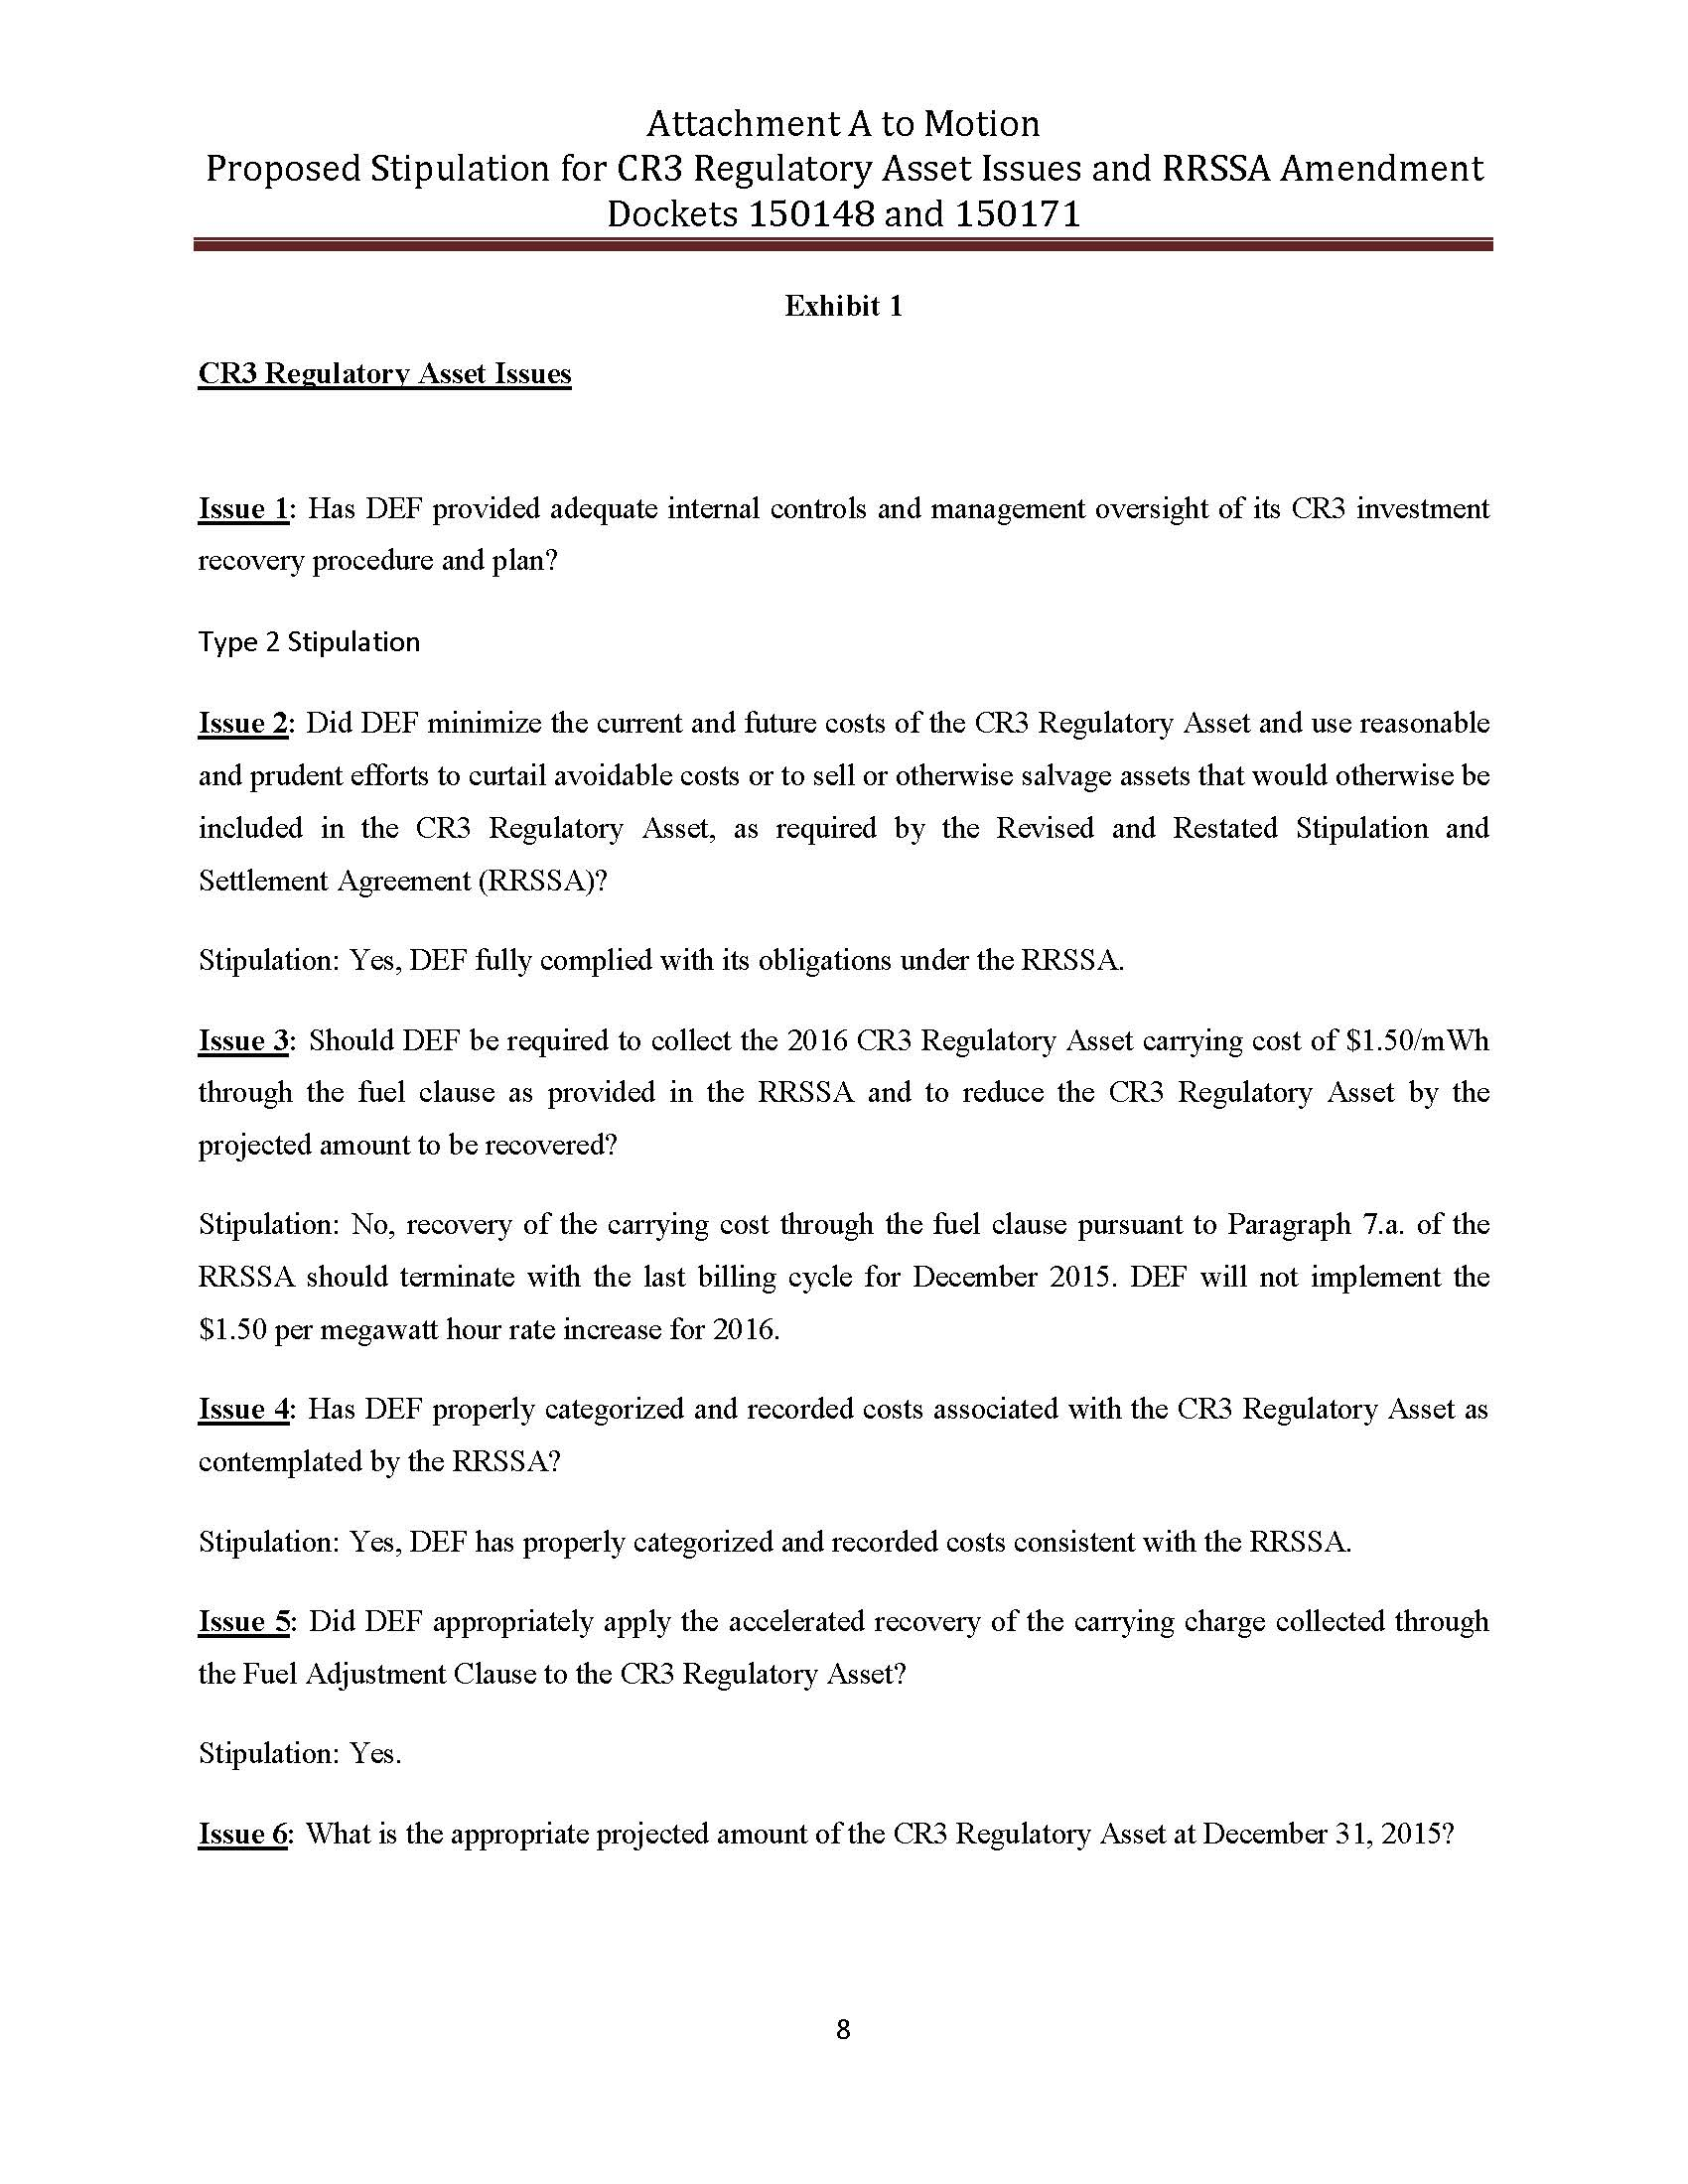 Attachment A to Motion
Proposed Stipulation for CR3 Regulatory Asset Issues and RRSSA Amendment
Dockets 150148 and 150171
Exhibit 1
CR3 Regulatory Asset Issues
Issue 1: Has DEF provided adequate internal controls and management oversight of its CR3 investment
recovery procedure and plan?
Type 2 Stipulation
Issue 2: Did DEF minimize the current and future costs of the CR3 Regulatory Asset and use reasonable
and prudent efforts to curtail avoidable costs or to sell or otherwise salvage assets that would otherwise be
included in the CR3 Regulatory Asset, as required by the Revised and Restated Stipulation and
Settlement Agreement (RRSSA)?
Stipulation: Yes, DEF fully complied with its obligations under the RRSSA.
Issue 3: Should DEF be required to collect the 2016 CR3 Regulatory Asset carrying cost of $1.50/mWh
through the fuel clause as provided in the RRSSA and to reduce the CR3 Regulatory Asset by the
projected amount to be recovered?
Stipulation: No, recovery of the carrying cost through the fuel clause pursuant to Paragraph 7.a. of the
RRSSA should terminate with the last billing cycle for December 2015. DEF will not implement the
$1.50 per megawatt hour rate increase for 2016.
Issue 4: Has DEF properly categorized and recorded costs associated with the CR3 Regulatory Asset as
contemplated by the RRSSA?
Stipulation: Yes, DEF has properly categorized and recorded costs consistent with the RRSSA.
Issue 5: Did DEF appropriately apply the accelerated recovery of the carrying charge collected through
the Fuel Adjustment Clause to the CR3 Regulatory Asset?
Stipulation: Yes.
Issue 6: What is the appropriate projected amount of the CR3 Regulatory Asset at December 31, 2015?
8